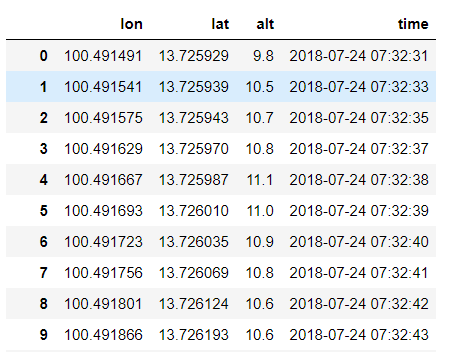 lon lat alt time
0 100.491491 13.725929 9.8 2018-07-24 07:32:31
1 100.491541 13.725939 10.5 2018-07-24 07:32:33
2 100.491575 13.725943 10.7 2018-07-24 07:32:35
3 100.491629 13.725970 10.8 2018-07-24 07:32:37
4 100.491667 13.725987 11.1 2018-07-24 07:32:38
5 100.491693 13.726010 11.0 2018-07-24 07:32:39
6 100.491723 13.726035 10.9 2018-07-24 07:32:40
7 100.491756 13.726069 10.8 2018-07-24 07:32:41
8 100.491801 13.726124 10.6 2018-07-24 07:32:42
9 100.491866 13.726193 10.6 2018-07-24 07:32:43